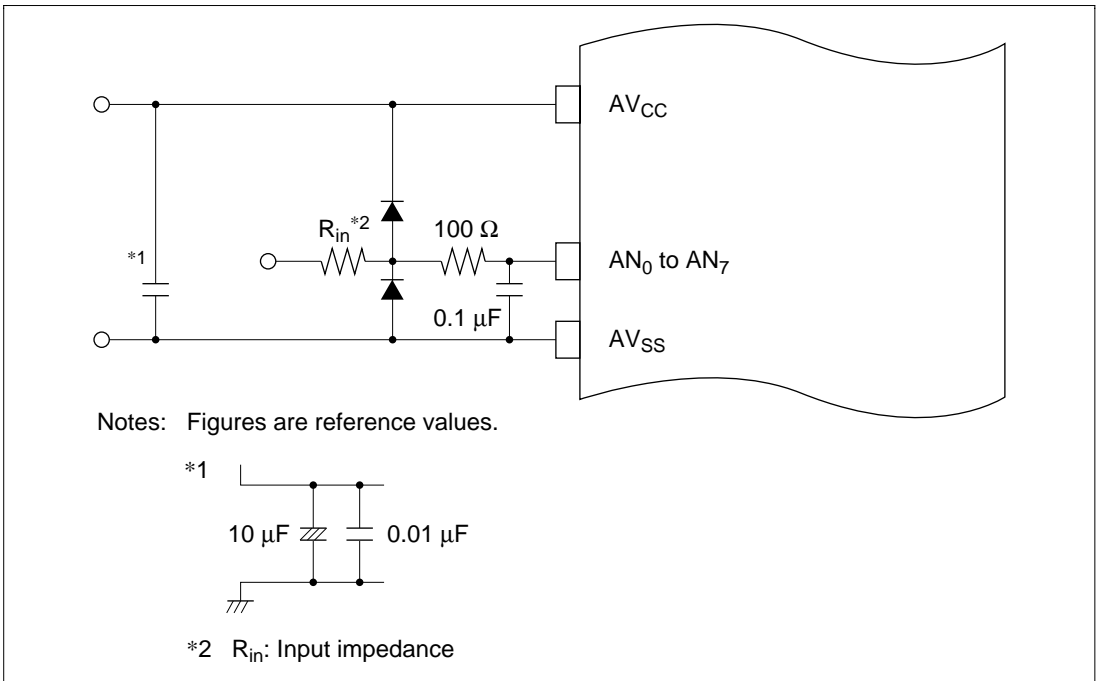 AVCC
Rin*2
100 Ω
*1
AN0 to AN7
0.1 μF
AVSS
Notes: Figures are reference values.
*1
10 μF
0.01 μF
*2 Rin: Input impedance